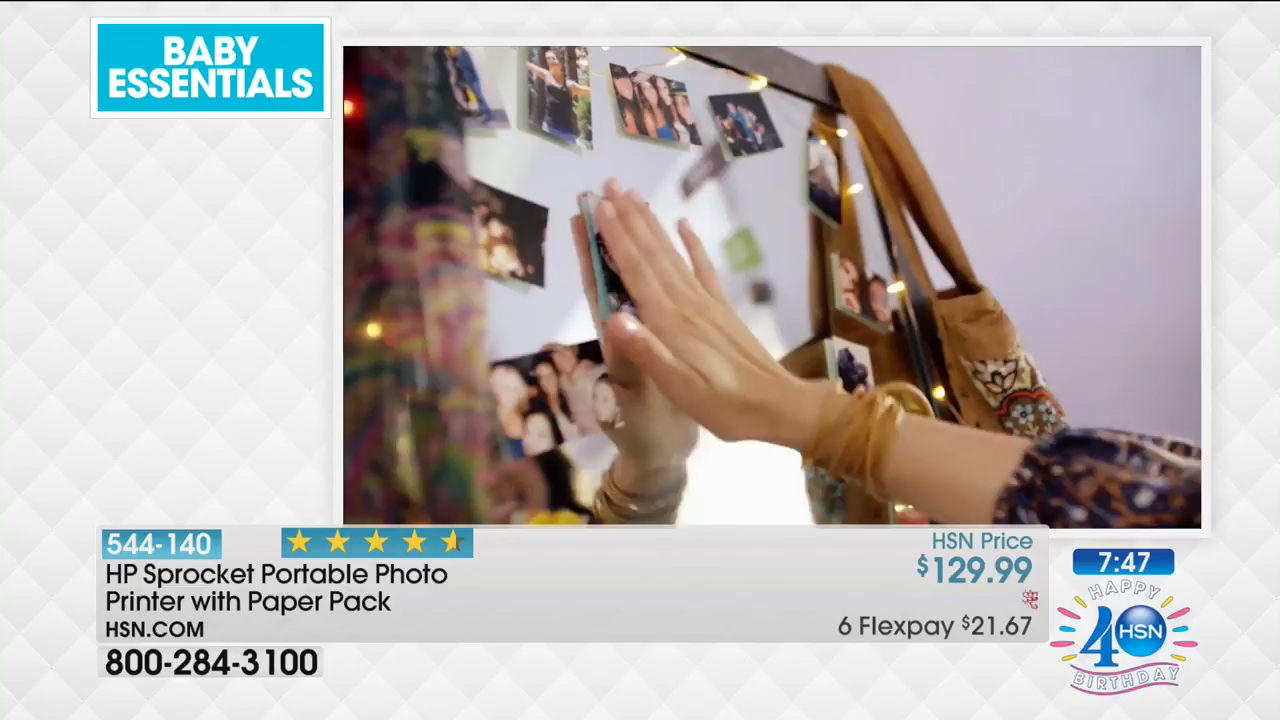 BABY
ESSENTIALS
544-140
HP Sprocket Portable Photo
Printer with Paper Pack
HSN.COM
800-284-3100
HSN Price
$129.99
6 Flexpay $21.67
7:47
HAPPY
40
HSN
BIRTHDAY